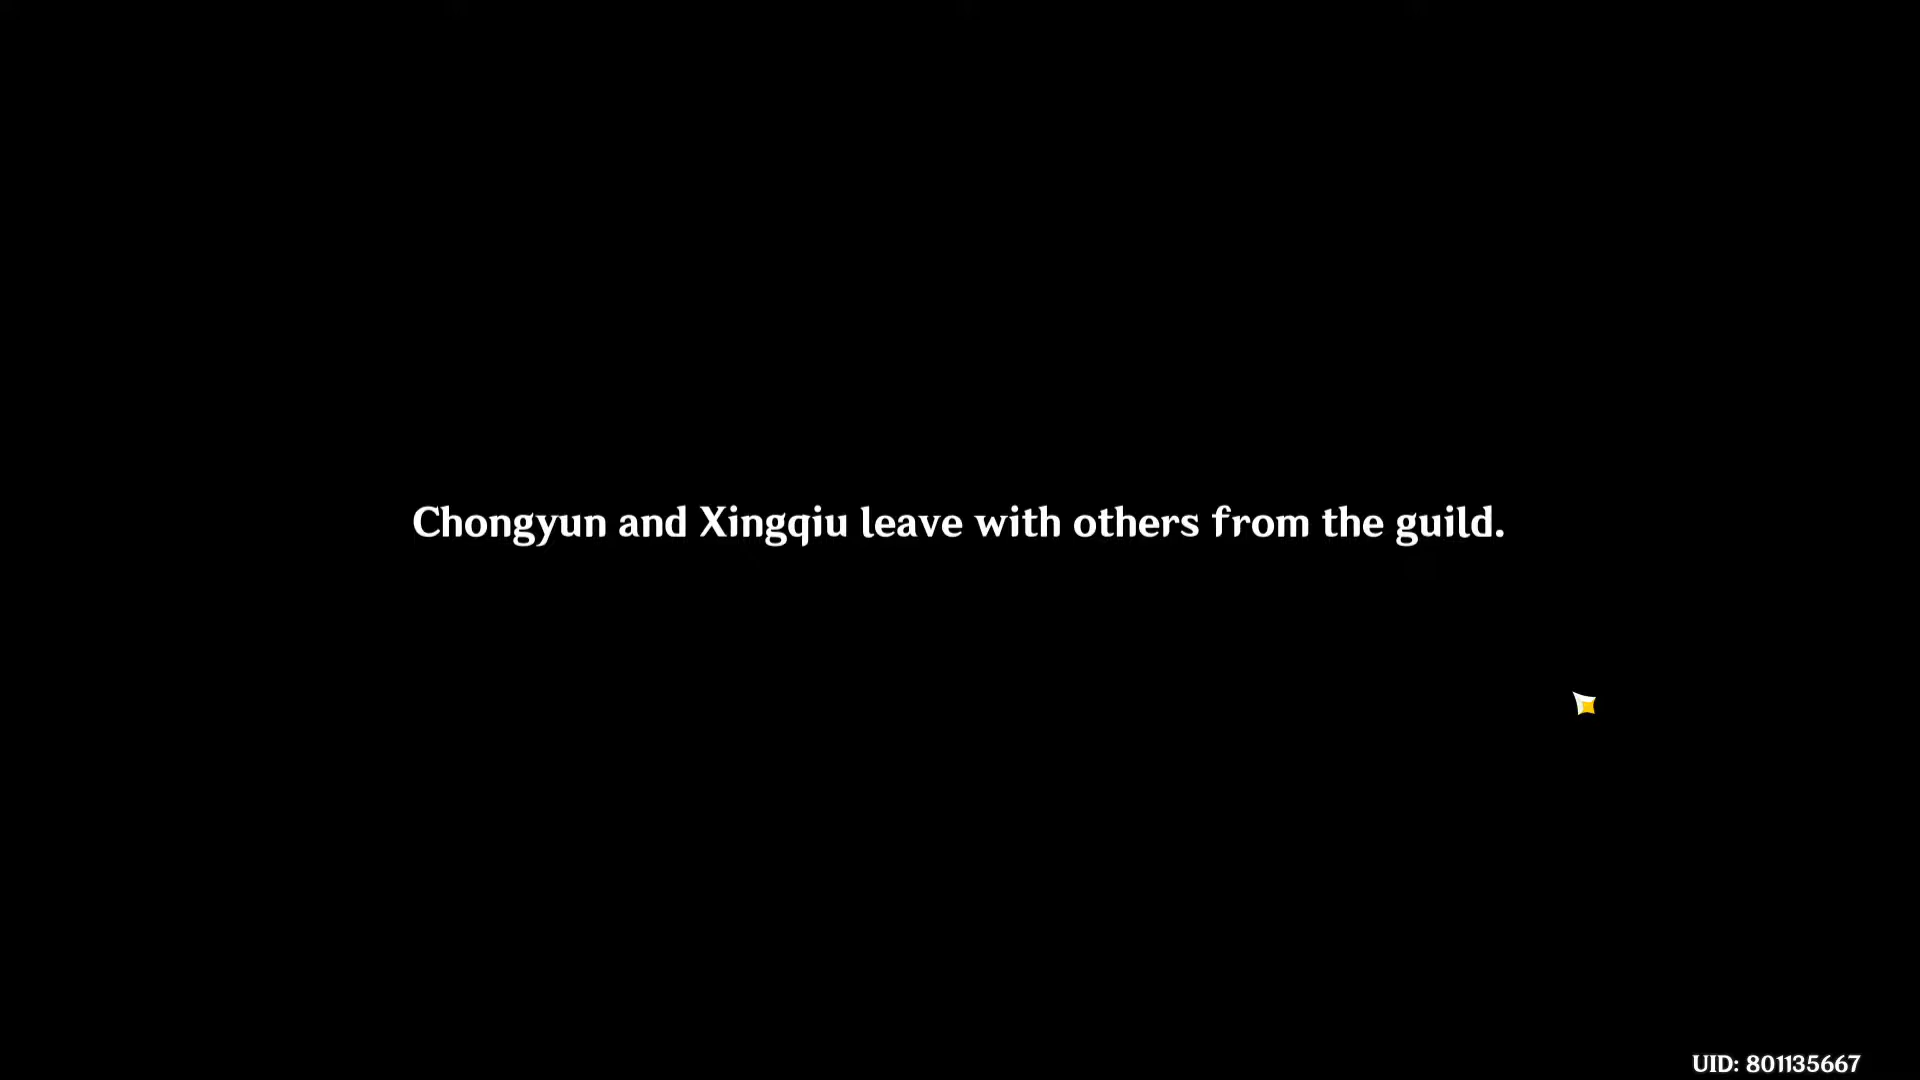 Chongyun and Xingqiu leave with others from the guild.
UID: 801135667